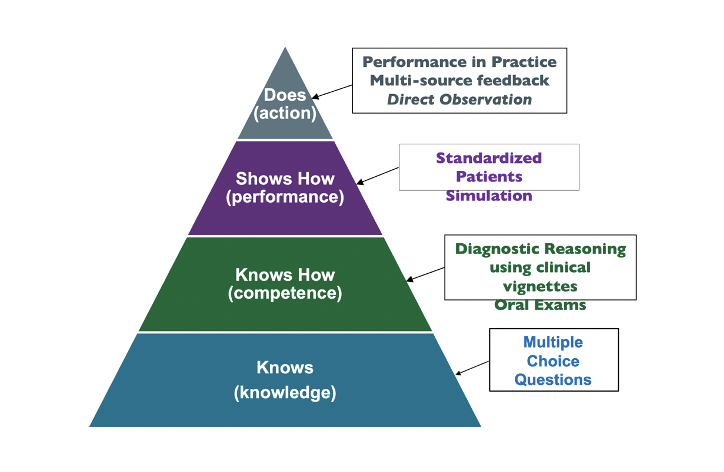 Does
(action)
Performance in Practice
Multi-source feedback
Direct Observation
Shows How
(performance)
Standardized
Patients
Simulation
Knows How
(competence)
Diagnostic Reasoning
using clinical
vignettes
Oral Exams
Knows
(knowledge)
Multiple
Choice
Questions